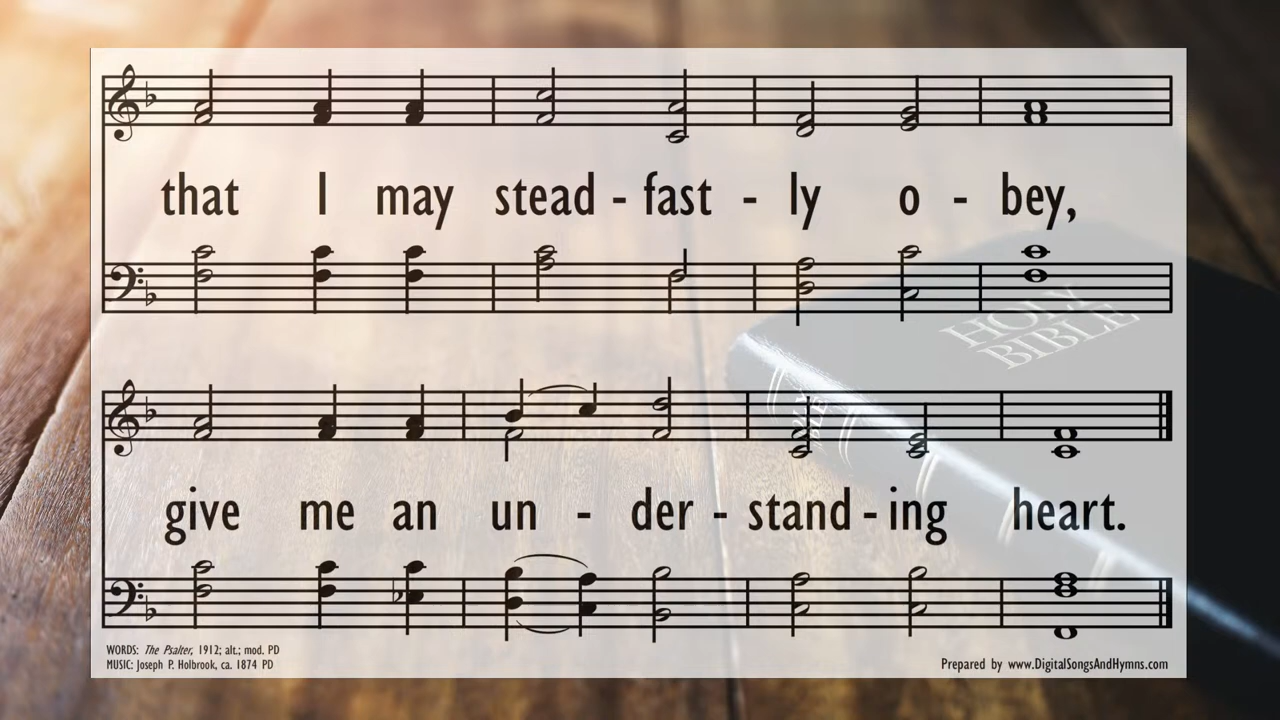 that I may stead - fast - ly o - bey,
HOLY
BIBLE
give me an un - der - stand - ing heart.
WORDS: The Psalter, 1912; alt.; mod. PD
MUSIC: Joseph P. Holbrook, ca. 1874 PD
Prepared by www.DigitalSongsAndHymns.com